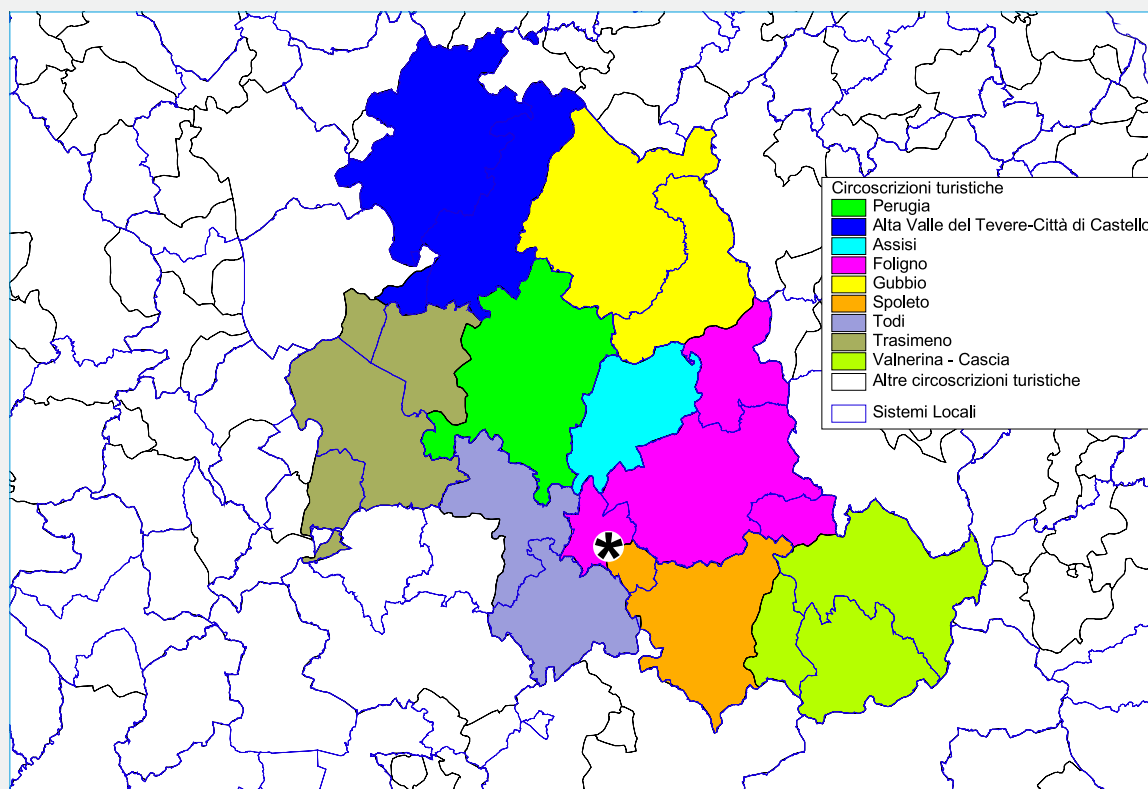 Circoscrizioni turistiche
Perugia
Alta Valle del Tevere-Città di Castello
Assisi
Foligno
Gubbio
Spoleto
Todi
Trasimeno
Valnerina - Cascia
Altre circoscrizioni turistiche
Sistemi Locali
*